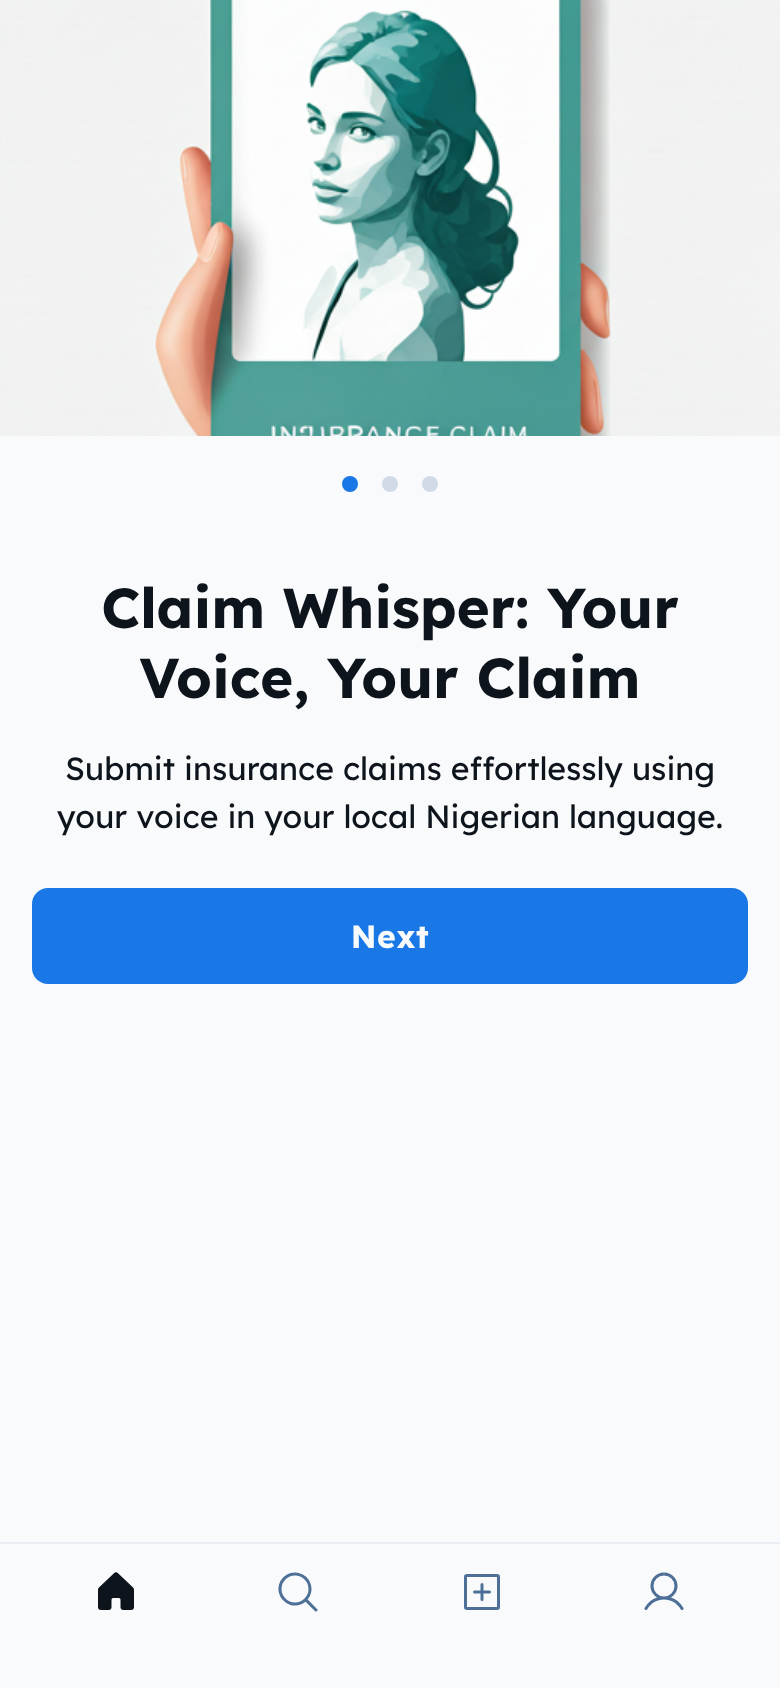 CLAIM
Claim Whisper: Your
Voice, Your Claim
Submit insurance claims effortlessly using
your voice in your local Nigerian language.
Next